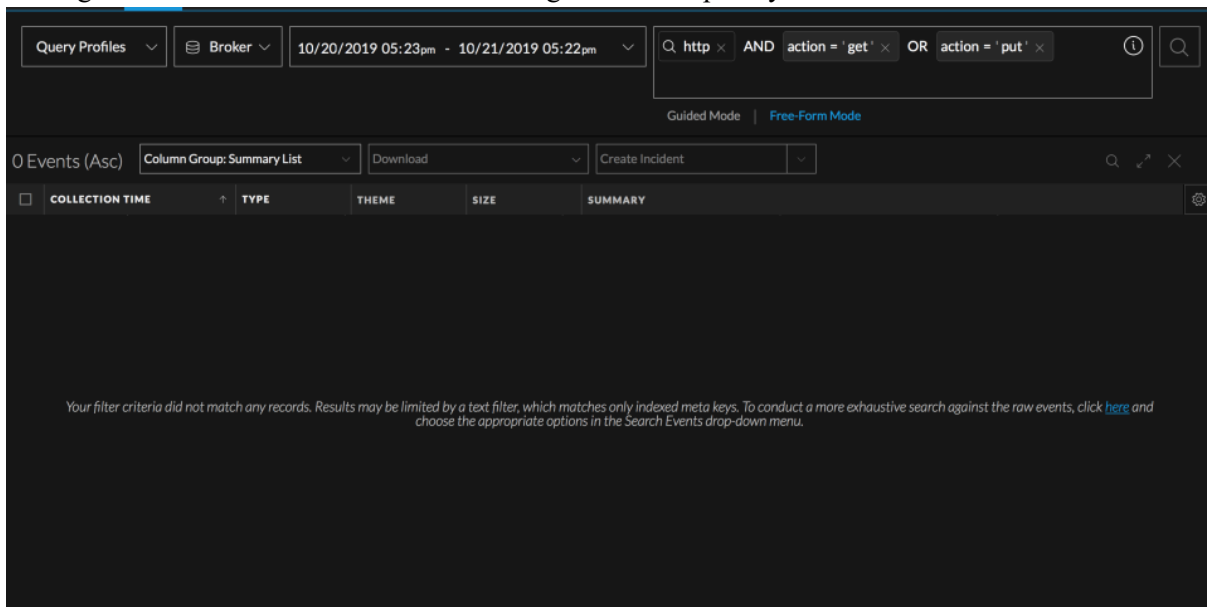 Query Profiles Broker 10/20/2019 05:23pm - 10/21/2019 05:22pm http × AND action = 'get' × OR action = 'put' ×
Guided Mode | Free-Form Mode
0 Events (Asc) Column Group: Summary List Download Create Incident
COLLECTION TIME ↑ TYPE THEME SIZE SUMMARY
Your filter criteria did not match any records. Results may be limited by a text filter, which matches only indexed meta keys. To conduct a more exhaustive search against the raw events, click here and
choose the appropriate options in the Search Events drop-down menu.